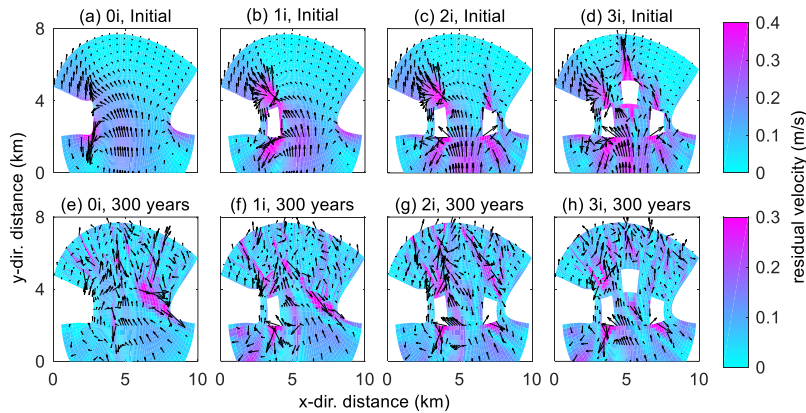 (a) 0i, Initial
(b) 1i, Initial
(c) 2i, Initial
(d) 3i, Initial
8
4
0
0.4
0.3
0.2
0.1
0
(e) 0i, 300 years
(f) 1i, 300 years
(g) 2i, 300 years
(h) 3i, 300 years
8
4
0
0.3
0.2
0.1
0
0 5 10
0 5 10
0 5 10
0 5 10
x-dir. distance (km)
y-dir. distance (km)
residual velocity (m/s)